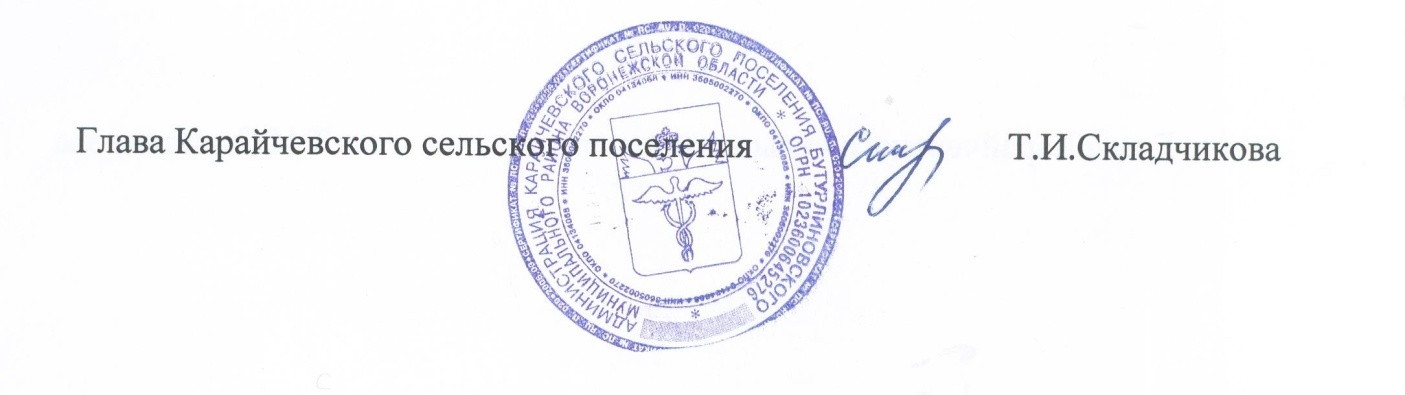 Глава Карайчевского сельского поселения Т.И.Складчикова
АДМИНИСТРАЦИЯ КАРАЙЧЕВСКОГО СЕЛЬСКОГО ПОСЕЛЕНИЯ БУТУРЛИНОВСКОГО
МУНИЦИПАЛЬНОГО РАЙОНА ВОРОНЕЖСКОЙ ОБЛАСТИ * ОГРН 1023600645276 *